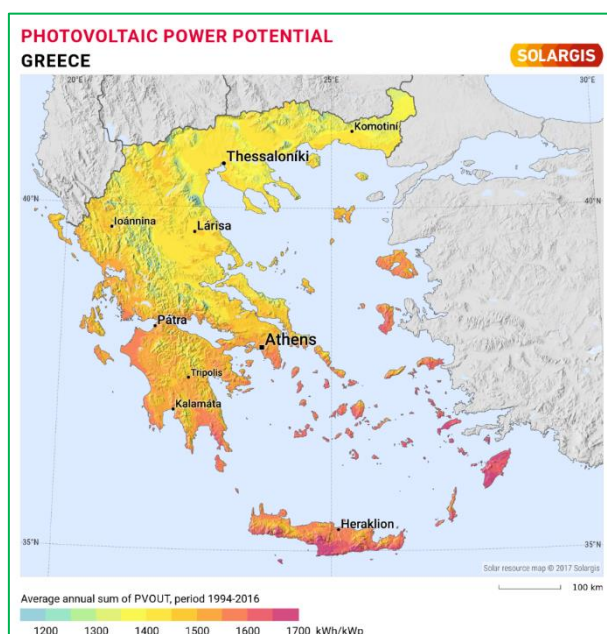 PHOTOVOLTAIC POWER POTENTIAL
GREECE
SOLARGIS
20°E
25°E
30°E
Komotiní
Thessaloníki
40°N
40°N
Ioánnina
Lárisa
Pátra
Athens
Tripolis
Kalamáta
Heraklion
35°N
35°N
Solar resource map © 2017 Solargis
Average annual sum of PVOUT, period 1994-2016
100 km
1200 1300 1400 1500 1600 1700 kWh/kWp